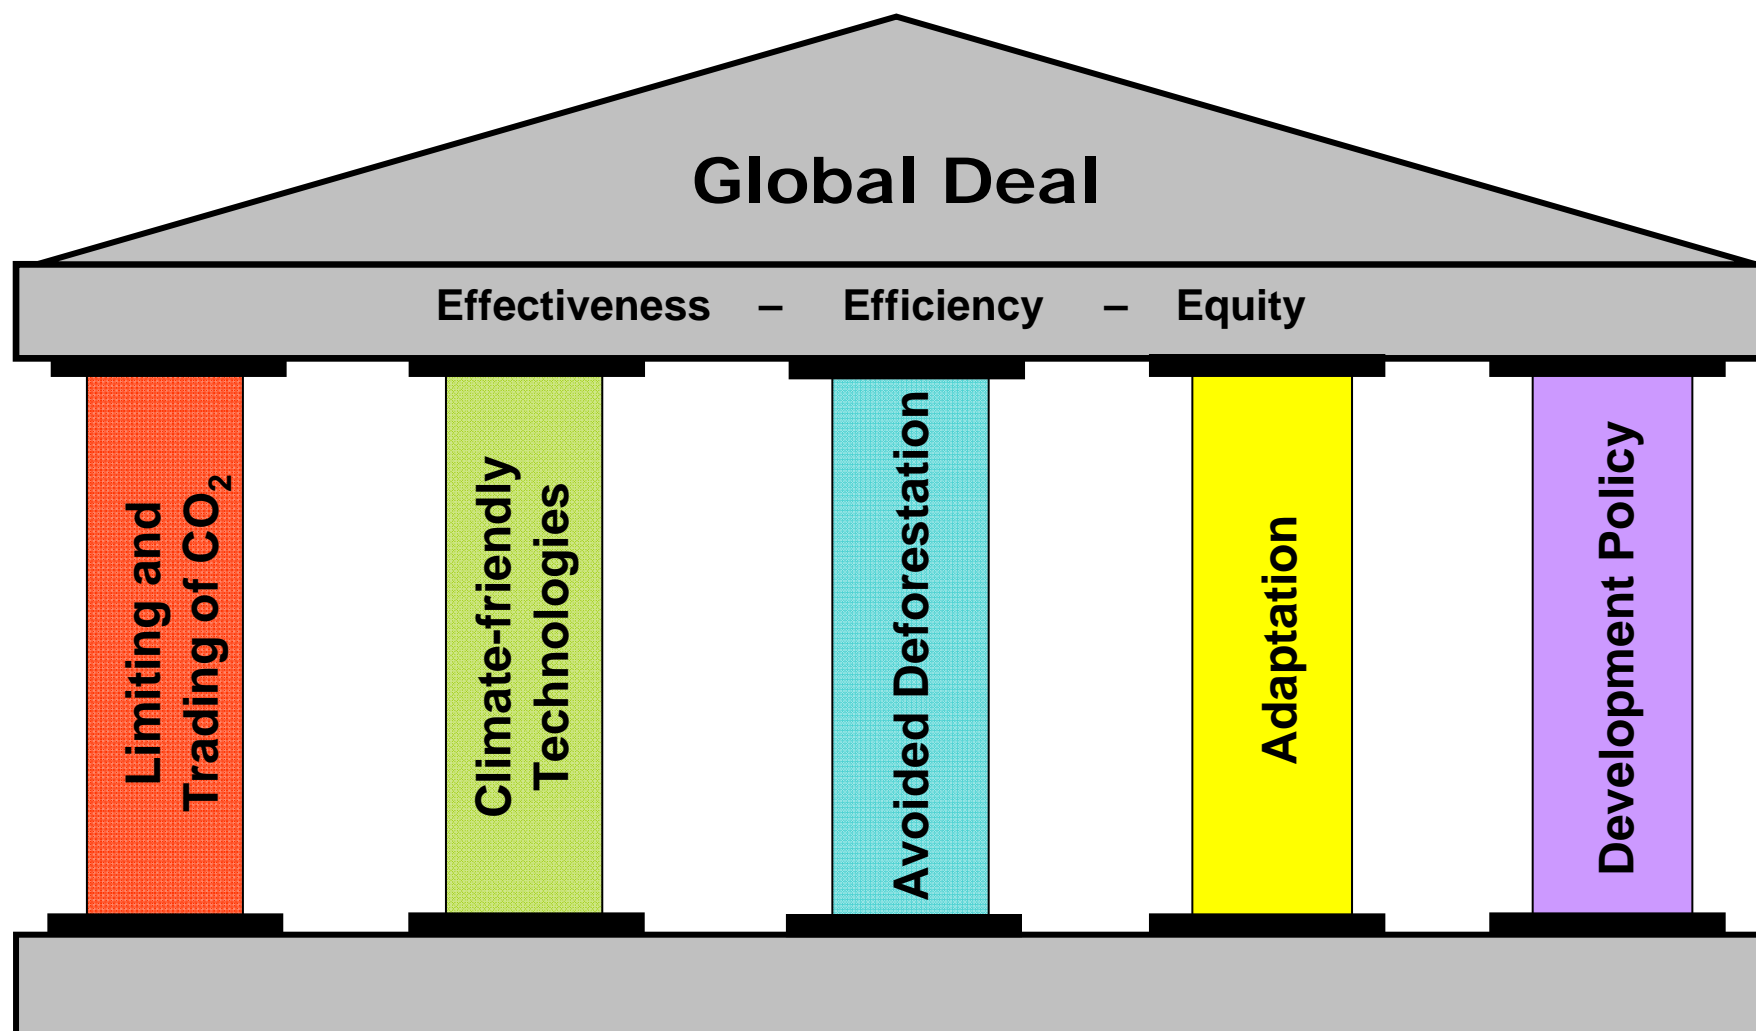 Global Deal
Effectiveness – Efficiency – Equity
Limiting and
Trading of CO₂
Climate-friendly
Technologies
Avoided Deforestation
Adaptation
Development Policy